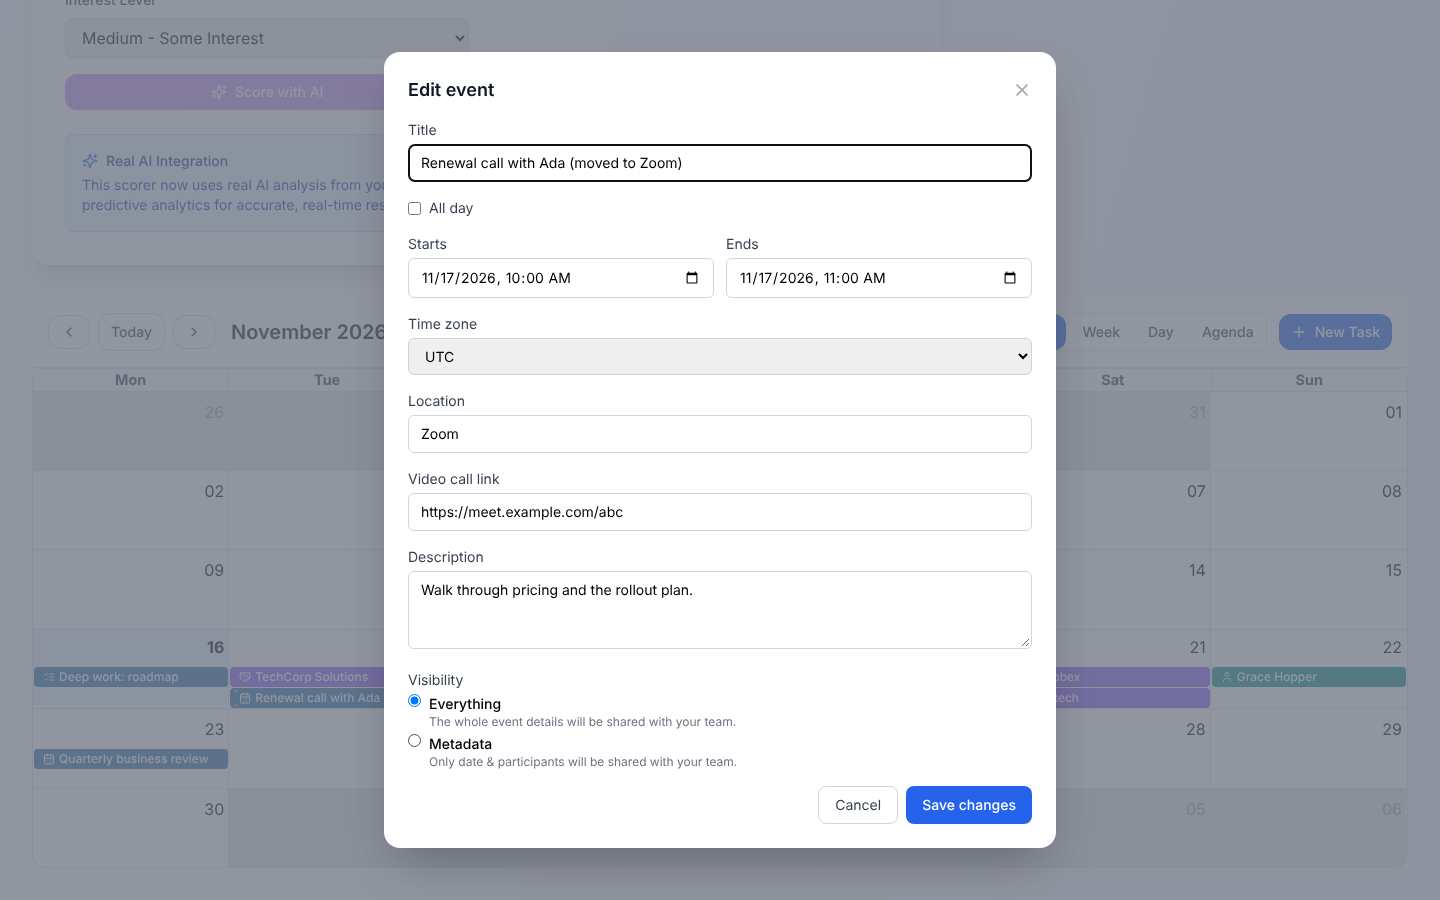 Interest Level
Medium - Some Interest
Score with AI
Real AI Integration
This scorer now uses real AI analysis from
predictive analytics for accurate, real-time
Edit event
Title
Renewal call with Ada (moved to Zoom)
All day
Starts
Ends
11/17/2026, 10:00 AM
11/17/2026, 11:00 AM
Time zone
UTC
Location
Zoom
Video call link
https://meet.example.com/abc
Description
Walk through pricing and the rollout plan.
Visibility
Everything
The whole event details will be shared with your team.
Metadata
Only date & participants will be shared with your team.
Cancel
Save changes
Today
November 2026
Week
Day
Agenda
New Task
Mon
Tue
Sat
Sun
26
31
01
02
07
08
09
14
15
16
21
22
Deep work: roadmap
TechCorp Solutions
Grace Hopper
Renewal call with Ada
23
28
29
Quarterly business review
30
05
06